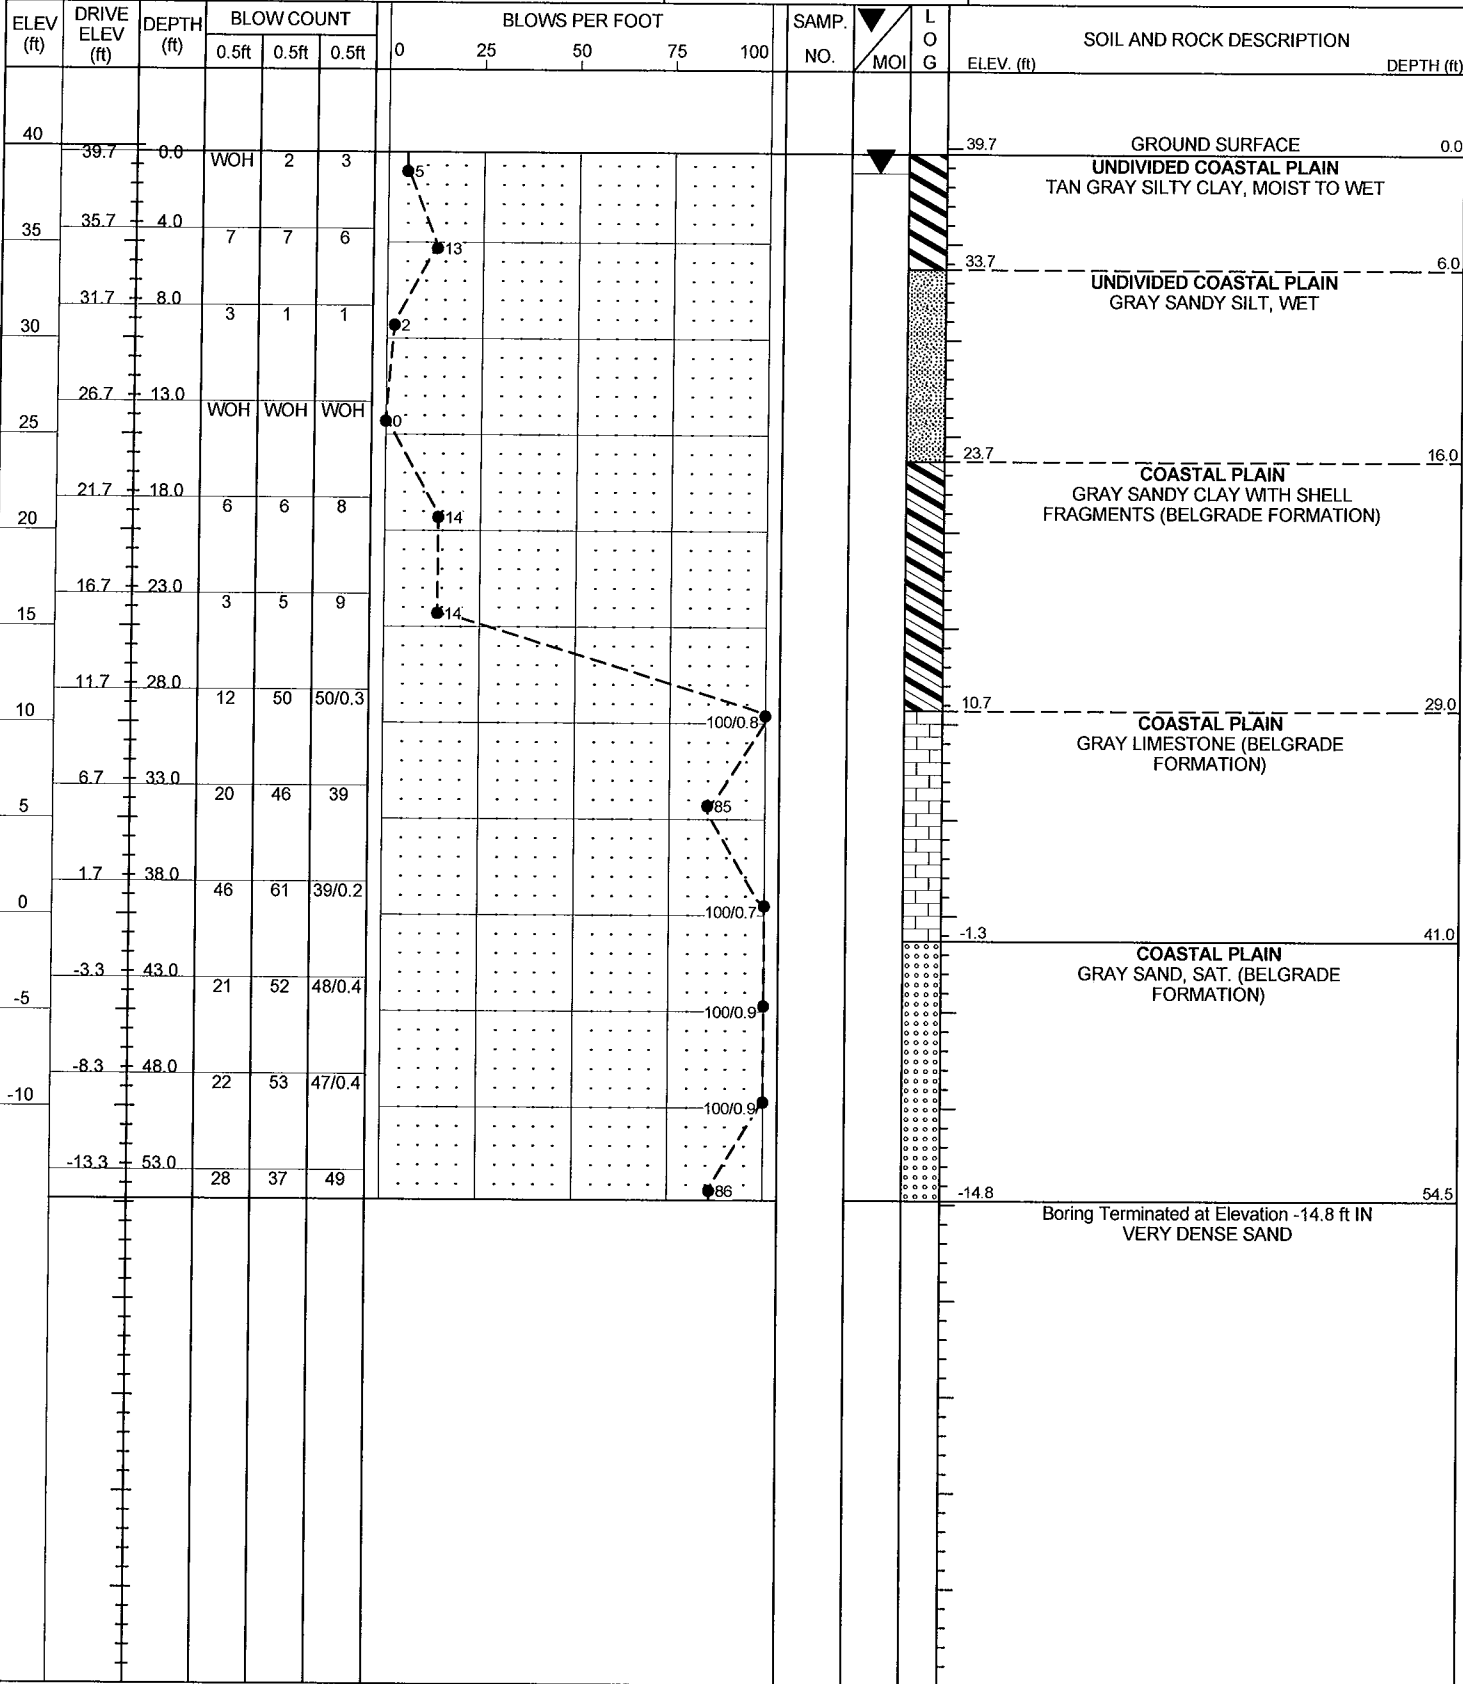 ELEV (ft) DRIVE ELEV (ft) DEPTH (ft) BLOW COUNT BLOWS PER FOOT SAMP. NO. MOI LOG SOIL AND ROCK DESCRIPTION
0.5ft 0.5ft 0.5ft 0 25 50 75 100 ELEV. (ft) DEPTH (ft)
40
39.7 0.0 WOH 2 3 39.7 GROUND SURFACE 0.0
5 UNDIVIDED COASTAL PLAIN
TAN GRAY SILTY CLAY, MOIST TO WET
35.7 4.0 7 7 6
35 13
33.7 6.0
UNDIVIDED COASTAL PLAIN
31.7 8.0 3 1 1 GRAY SANDY SILT, WET
30 2
26.7 13.0 WOH WOH WOH
25 0
23.7 16.0
COASTAL PLAIN
21.7 18.0 6 6 8 GRAY SANDY CLAY WITH SHELL
20 14 FRAGMENTS (BELGRADE FORMATION)
16.7 23.0 3 5 9
15 14
11.7 28.0 12 50 50/0.3
10.7 29.0
10 100/0.8 COASTAL PLAIN
GRAY LIMESTONE (BELGRADE
FORMATION)
6.7 33.0 20 46 39
5 85
1.7 38.0 46 61 39/0.2
0 100/0.7
-1.3 41.0
COASTAL PLAIN
-3.3 43.0 21 52 48/0.4 GRAY SAND, SAT. (BELGRADE
FORMATION)
-5 100/0.9
-8.3 48.0 22 53 47/0.4
-10 100/0.9
-13.3 53.0 28 37 49
86 -14.8 54.5
Boring Terminated at Elevation -14.8 ft IN
VERY DENSE SAND